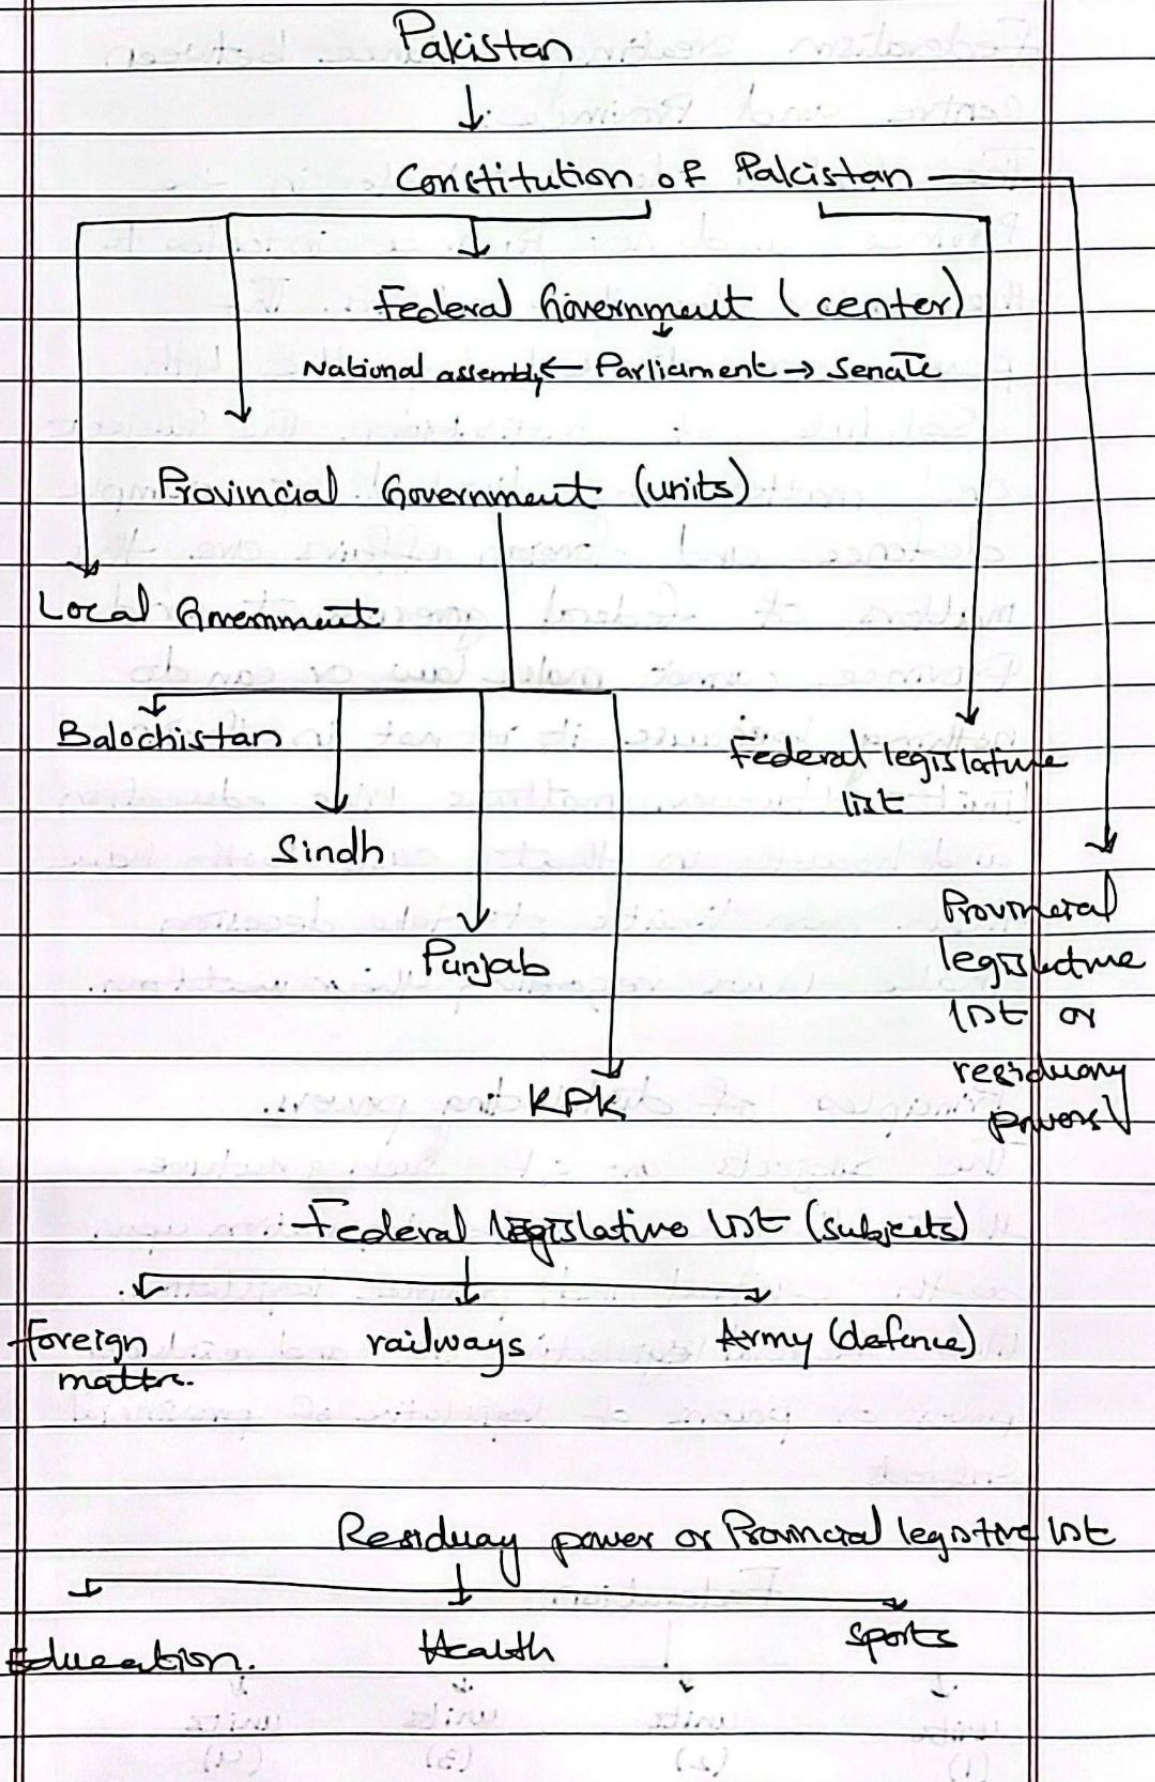 Pakistan
Constitution of Pakistan
Federal Government (center)
National assembly ← Parliament → Senate
Provincial Government (units)
Local Government
Balochistan
Federal legislature
list
Sindh
Provincial
Punjab
legislature
list or
residuary
KPK
powers
Federal legislative list (subjects)
foreign
mattr.
railways
Army (defence)
Residuay power or Provincial legistive list
Education.
Health
sports